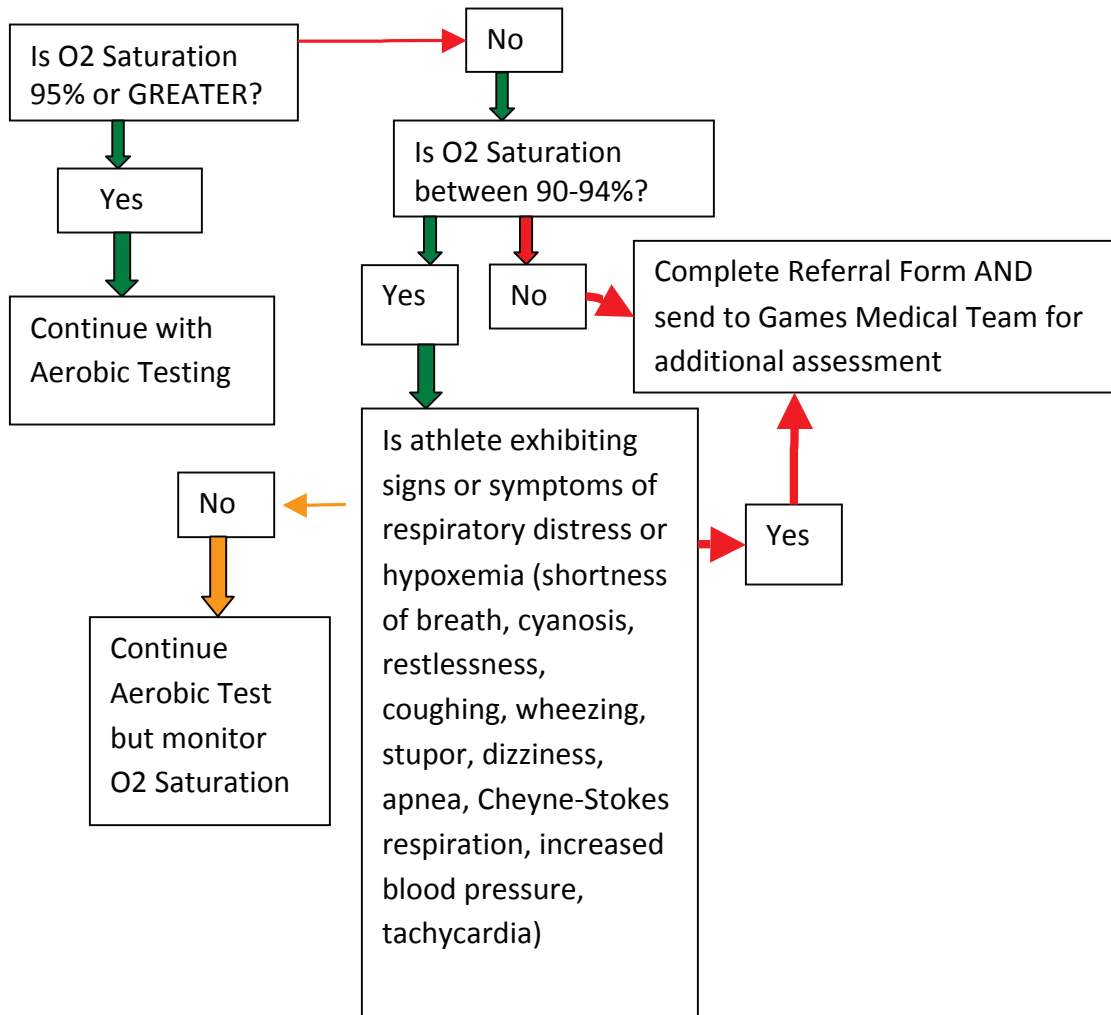 Is O2 Saturation
95% or GREATER?
No
Is O2 Saturation
between 90-94%?
Yes
Yes
No
Complete Referral Form AND
send to Games Medical Team for
additional assessment
Continue with
Aerobic Testing
Is athlete exhibiting
signs or symptoms of
respiratory distress or
hypoxemia (shortness
of breath, cyanosis,
restlessness,
coughing, wheezing,
stupor, dizziness,
apnea, Cheyne-Stokes
respiration, increased
blood pressure,
tachycardia)
No
Yes
Continue
Aerobic Test
but monitor
O2 Saturation